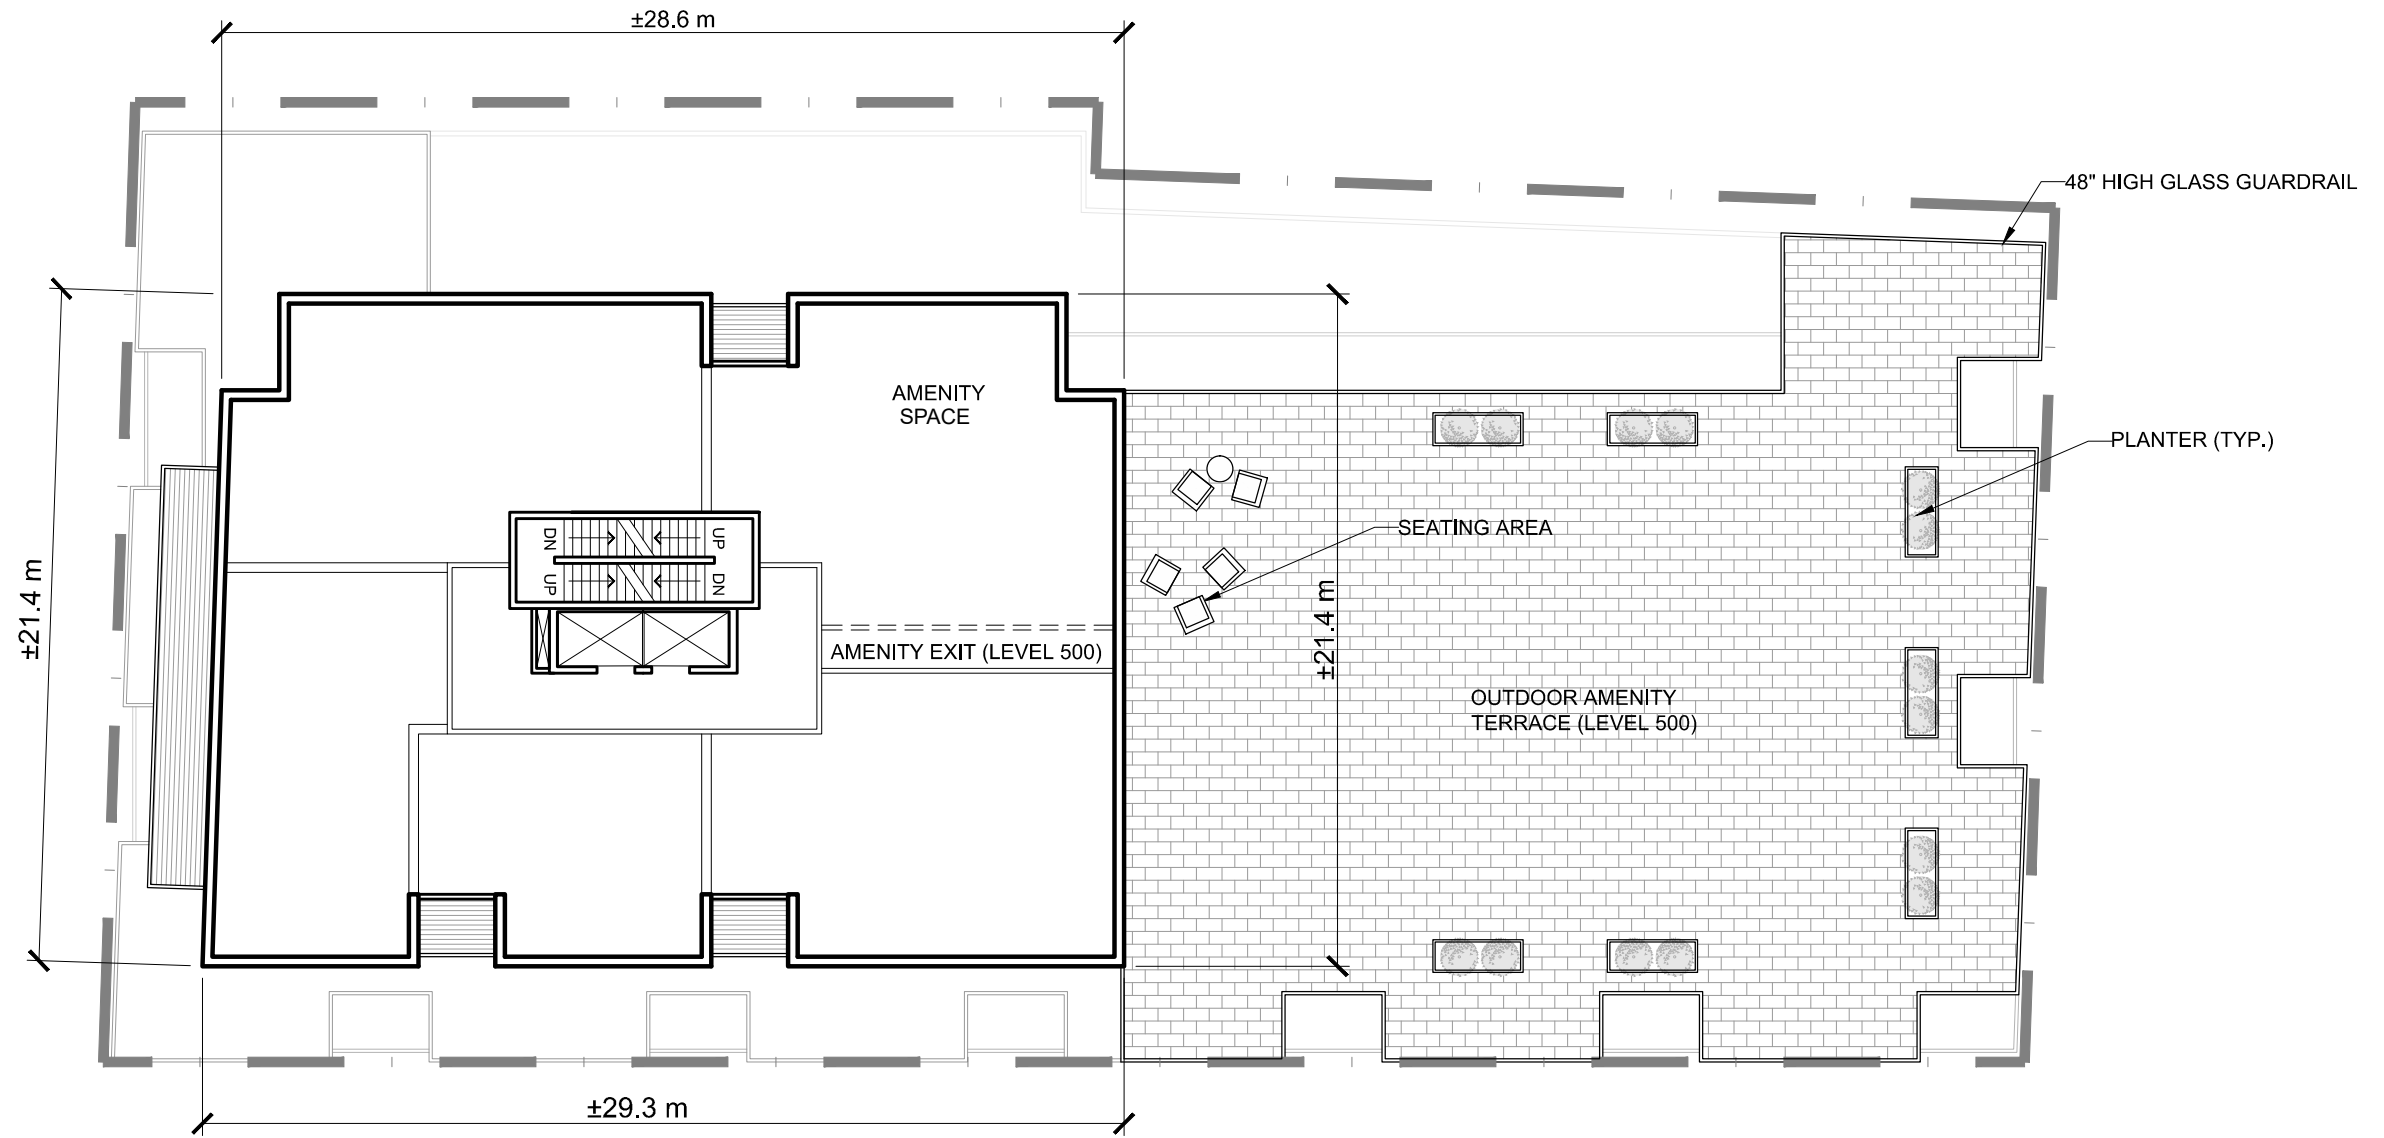 ±28.6 m
48" HIGH GLASS GUARDRAIL
AMENITY
SPACE
PLANTER (TYP.)
SEATING AREA
DN
UP
UP
DN
±21.4 m
±21.4 m
AMENITY EXIT (LEVEL 500)
OUTDOOR AMENITY
TERRACE (LEVEL 500)
±29.3 m